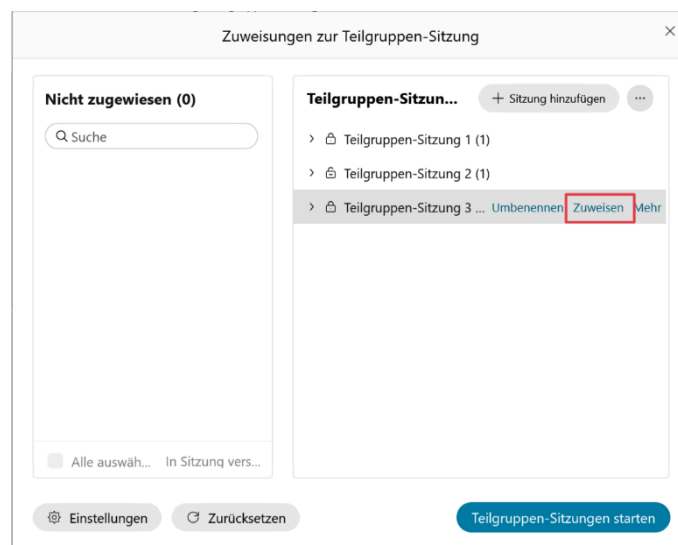 Zuweisungen zur Teilgruppen-Sitzung
Nicht zugewiesen (0)
Suche
Alle auswäh... In Sitzung vers...
Teilgruppen-Sitzun... + Sitzung hinzufügen ...
Teilgruppen-Sitzung 1 (1)
Teilgruppen-Sitzung 2 (1)
Teilgruppen-Sitzung 3 ... Umbenennen Zuweisen Mehr
Einstellungen Zurücksetzen Teilgruppen-Sitzungen starten